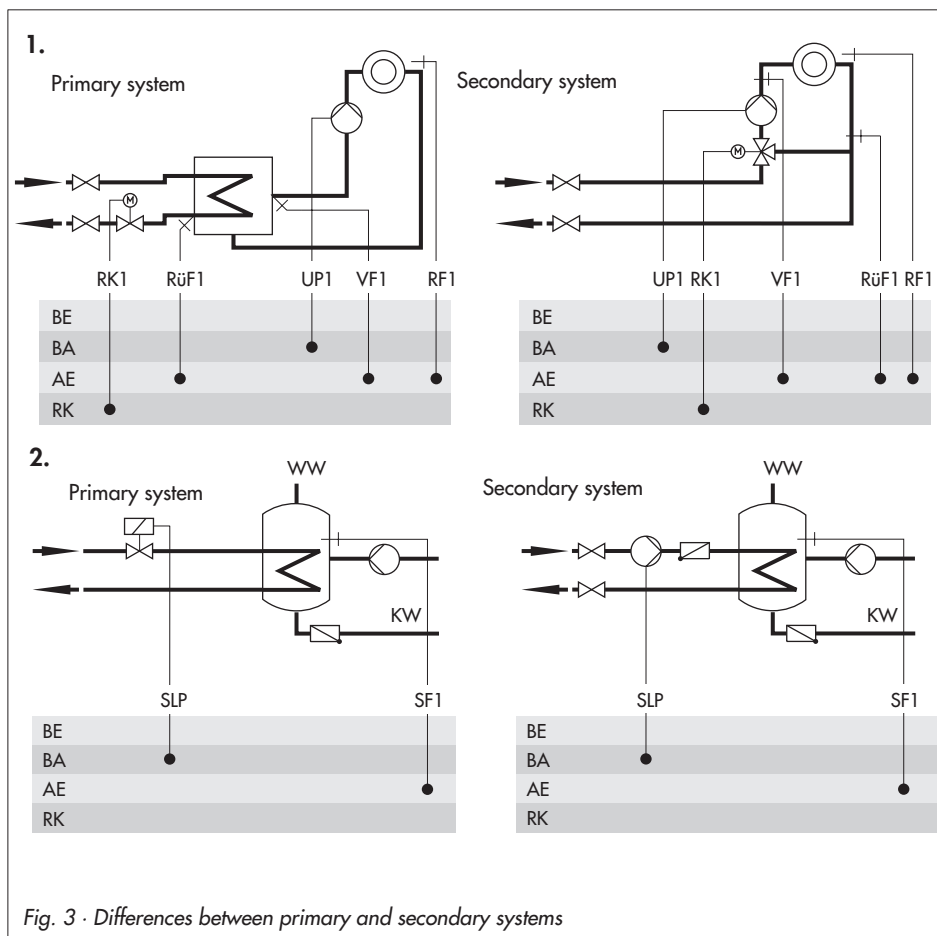 1.
Primary system
Secondary system
M
M
RK1 RüF1 UP1 VF1 RF1
UP1 RK1 VF1 RüF1 RF1
BE
BA
AE
RK
BE
BA
AE
RK
2.
Primary system
WW
Secondary system
WW
KW
KW
SLP SF1
SLP SF1
BE
BA
AE
RK
BE
BA
AE
RK
Fig. 3 · Differences between primary and secondary systems